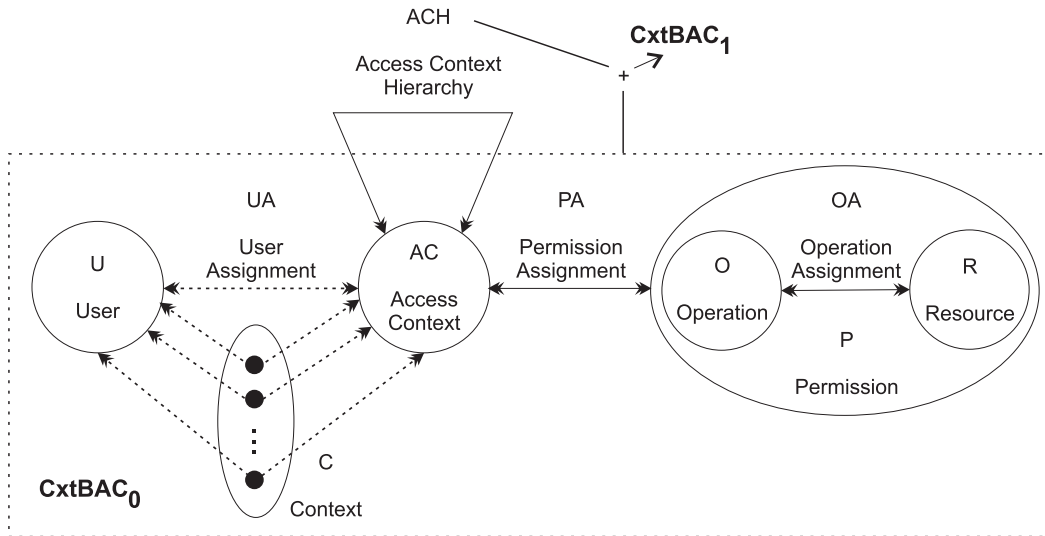 ACH
CxtBAC1
Access Context
Hierarchy
+
UA
PA
OA
User
Assignment
Permission
Assignment
Operation
Assignment
U
User
AC
Access
Context
O
Operation
R
Resource
P
Permission
C
Context
CxtBAC0